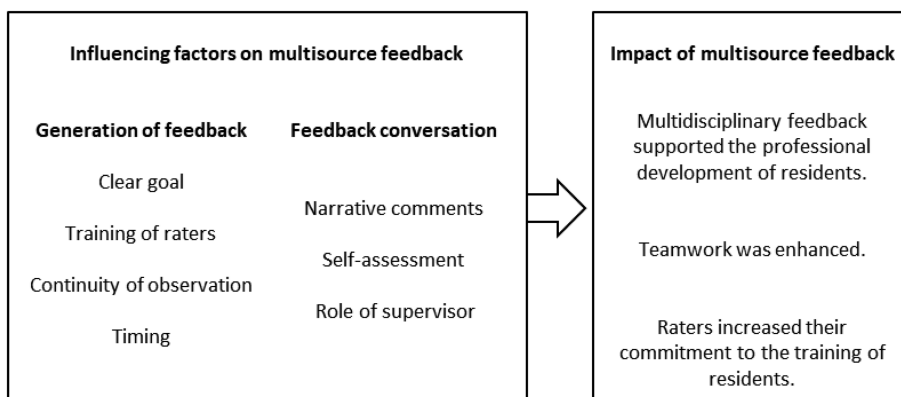 Influencing factors on multisource feedback
Generation of feedback
Clear goal
Training of raters
Continuity of observation
Timing
Feedback conversation
Narrative comments
Self-assessment
Role of supervisor
Impact of multisource feedback
Multidisciplinary feedback
supported the professional
development of residents.
Teamwork was enhanced.
Raters increased their
commitment to the training of
residents.